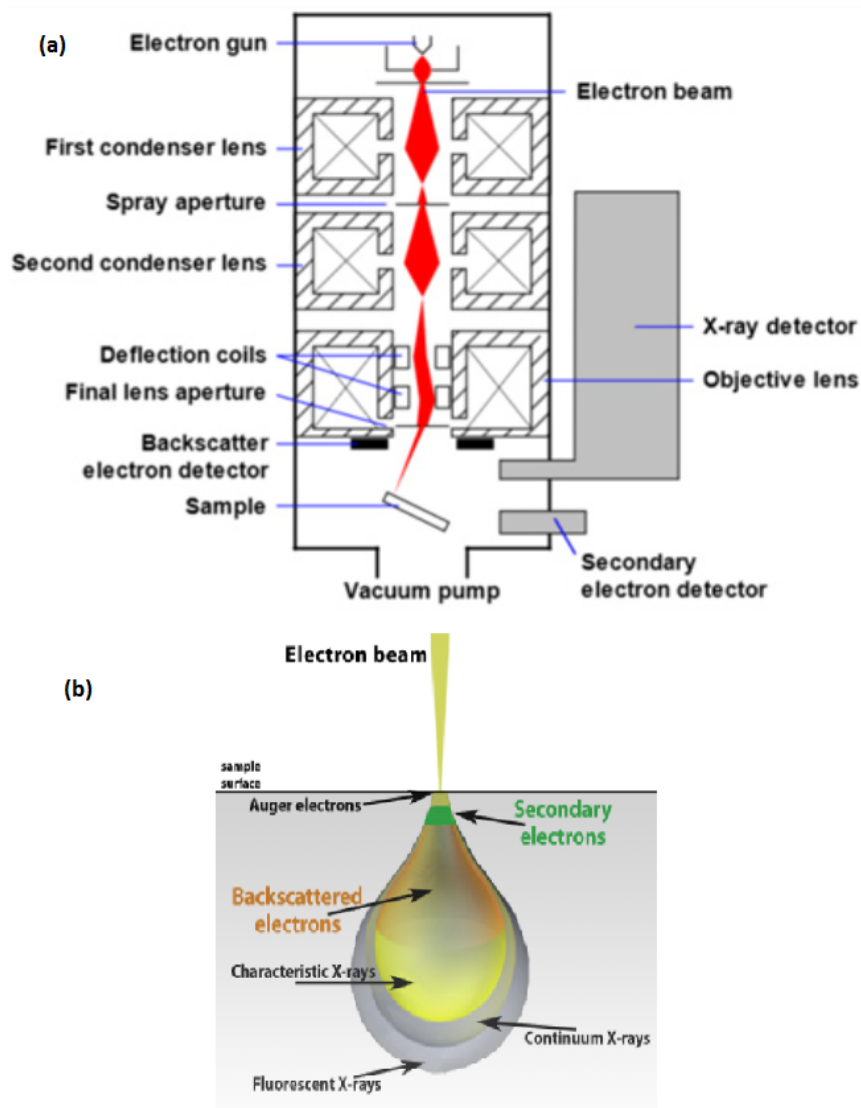 (a)
Electron gun
Electron beam
First condenser lens
Spray aperture
Second condenser lens
X-ray detector
Deflection coils
Objective lens
Final lens aperture
Backscatter
electron detector
Sample
Secondary
electron detector
Vacuum pump
Electron beam
(b)
sample
surface
Auger electrons
Secondary
electrons
Backscattered
electrons
Characteristic X-rays
Continuum X-rays
Fluorescent X-rays